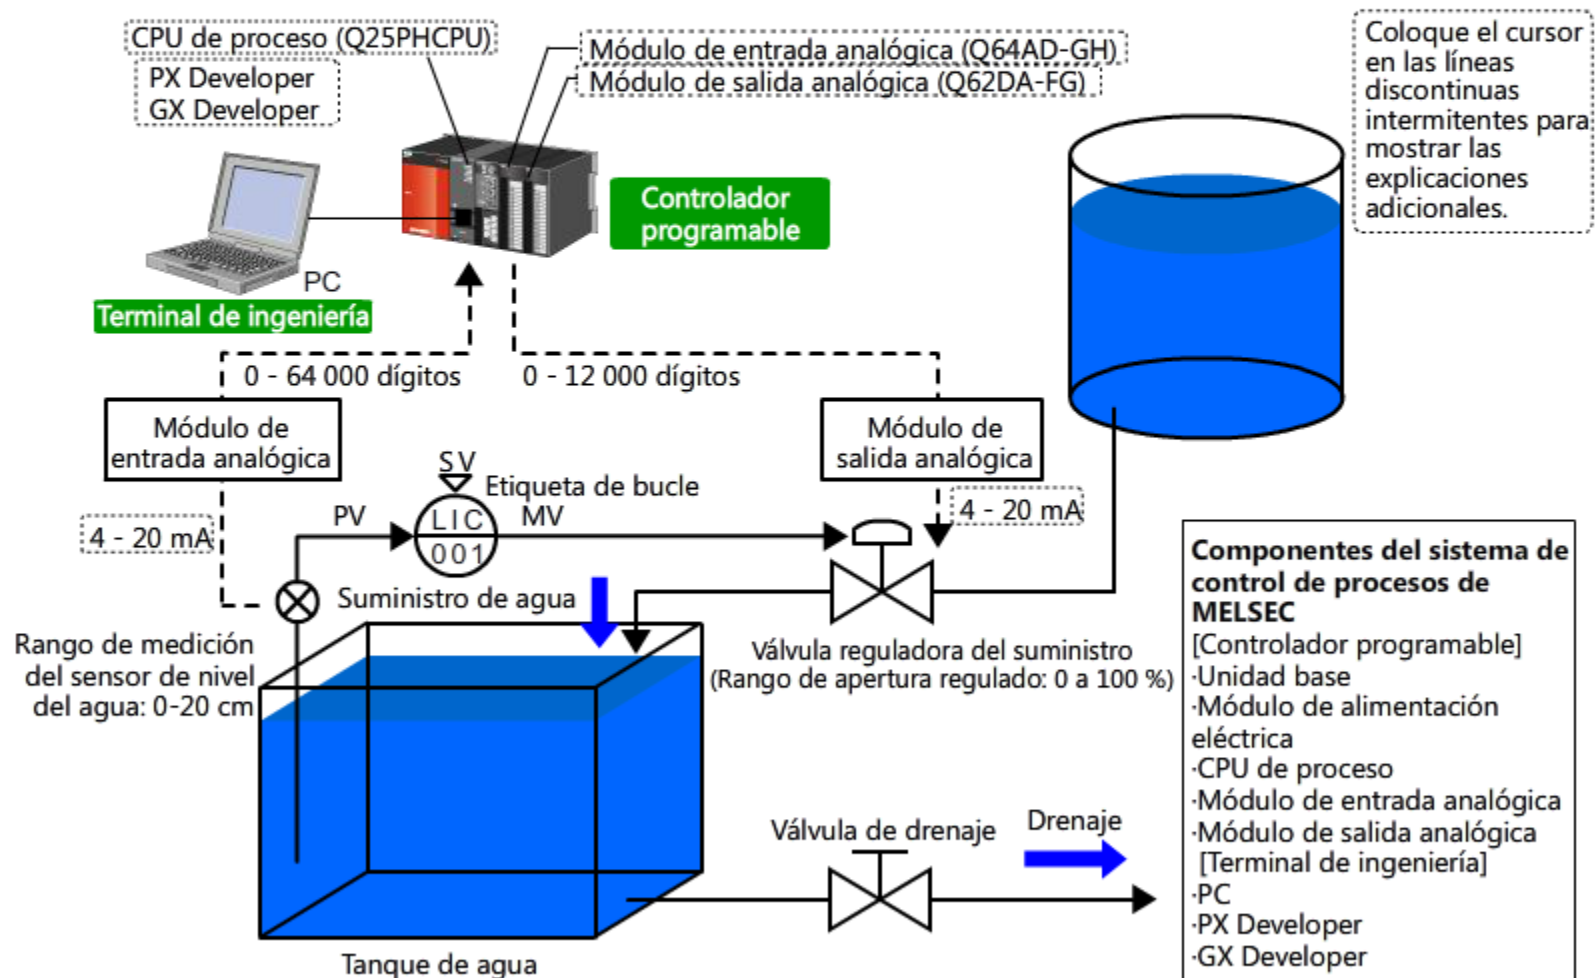 CPU de proceso (Q25PHCPU)
PX Developer
GX Developer
Módulo de entrada analógica (Q64AD-GH)
Módulo de salida analógica (Q62DA-FG)
Coloque el cursor
en las líneas
discontinuas
intermitentes para
mostrar las
explicaciones
adicionales.
Controlador
programable
PC
Terminal de ingeniería
0 - 64 000 dígitos
0 - 12 000 dígitos
Módulo de
entrada analógica
Módulo de
salida analógica
SV
Etiqueta de bucle
PV
LIC
001
MV
4 - 20 mA
4 - 20 mA
Suministro de agua
Rango de medición
del sensor de nivel
del agua: 0-20 cm
Válvula reguladora del suministro
(Rango de apertura regulado: 0 a 100 %)
Válvula de drenaje
Drenaje
Tanque de agua
Componentes del sistema de
control de procesos de
MELSEC
[Controlador programable]
·Unidad base
·Módulo de alimentación
eléctrica
·CPU de proceso
·Módulo de entrada analógica
·Módulo de salida analógica
[Terminal de ingeniería]
·PC
·PX Developer
·GX Developer